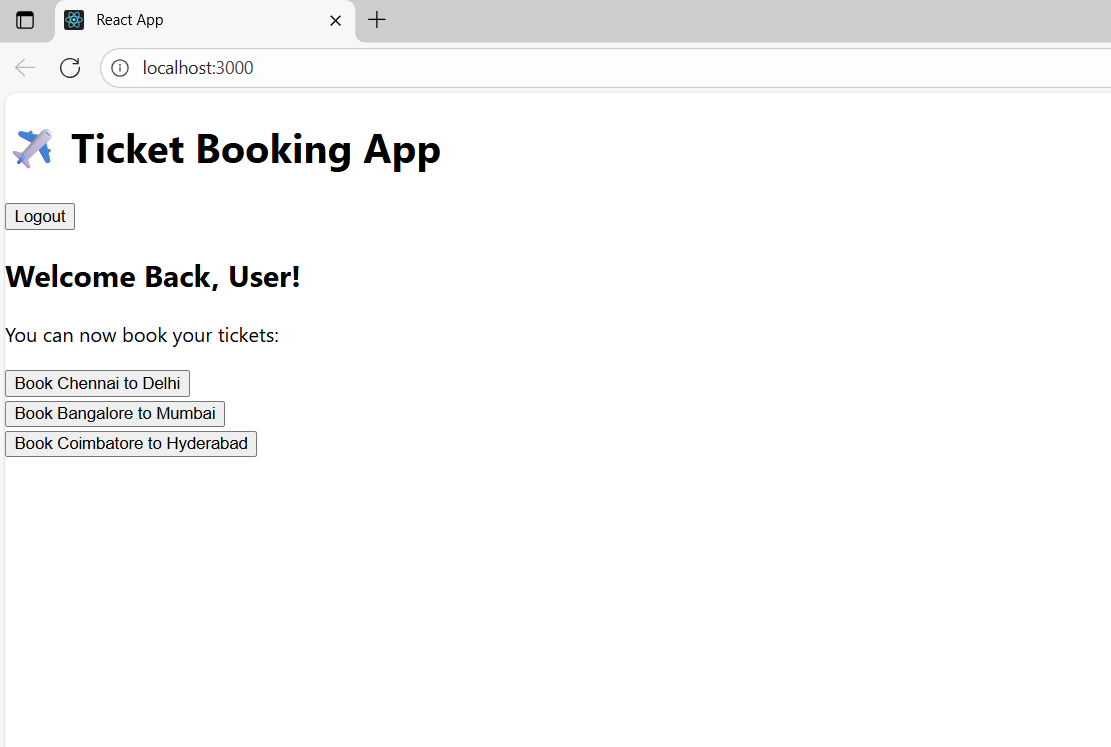 React App
localhost:3000
Ticket Booking App
Logout
Welcome Back, User!
You can now book your tickets:
Book Chennai to Delhi
Book Bangalore to Mumbai
Book Coimbatore to Hyderabad